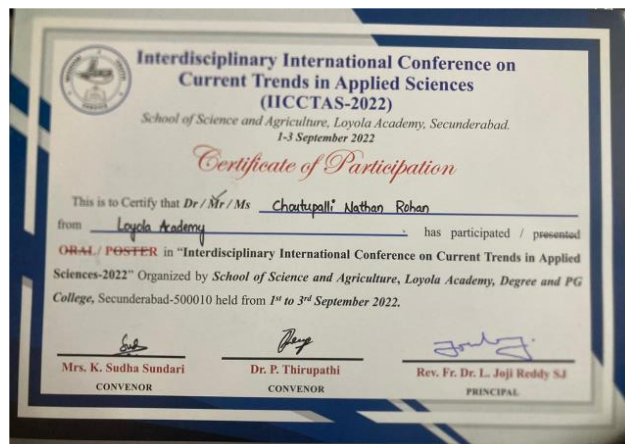 Interdisciplinary International Conference on
Current Trends in Applied Sciences
(IICCTAS-2022)
School of Science and Agriculture, Loyola Academy, Secunderabad.
1-3 September 2022
Certificate of Participation
This is to Certify that Dr / Mr / Ms Choutupalli Nathan Rohan
from Loyola Academy has participated / presented
ORAL/ POSTER in “Interdisciplinary International Conference on Current Trends in Applied
Sciences-2022” Organized by School of Science and Agriculture, Loyola Academy, Degree and PG
College, Secunderabad-500010 held from 1st to 3rd September 2022.
Mrs. K. Sudha Sundari
CONVENOR
Dr. P. Thirupathi
CONVENOR
Rev. Fr. Dr. L. Joji Reddy SJ
PRINCIPAL